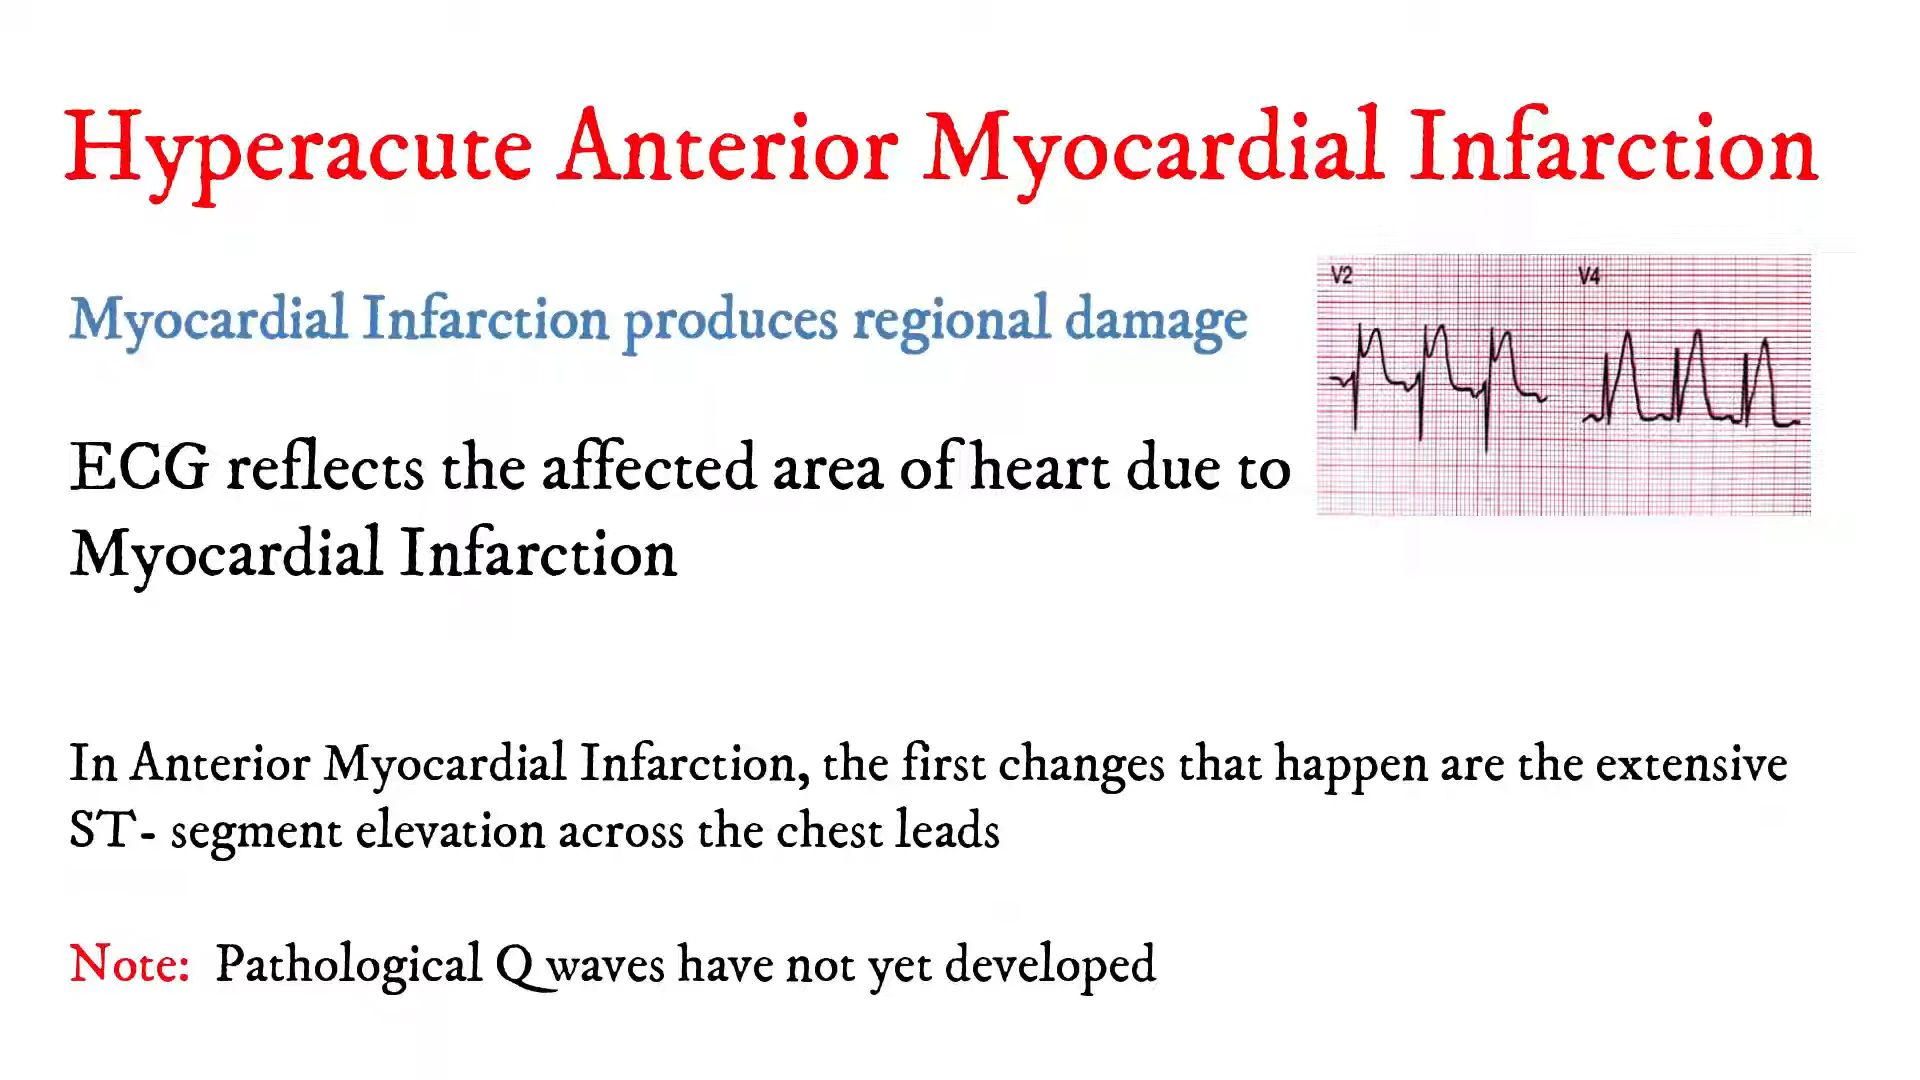 Hyperacute Anterior Myocardial Infarction
Myocardial Infarction produces regional damage
V2 V4
ECG reflects the affected area of heart due to
Myocardial Infarction
In Anterior Myocardial Infarction, the first changes that happen are the extensive
ST- segment elevation across the chest leads
Note: Pathological Q waves have not yet developed